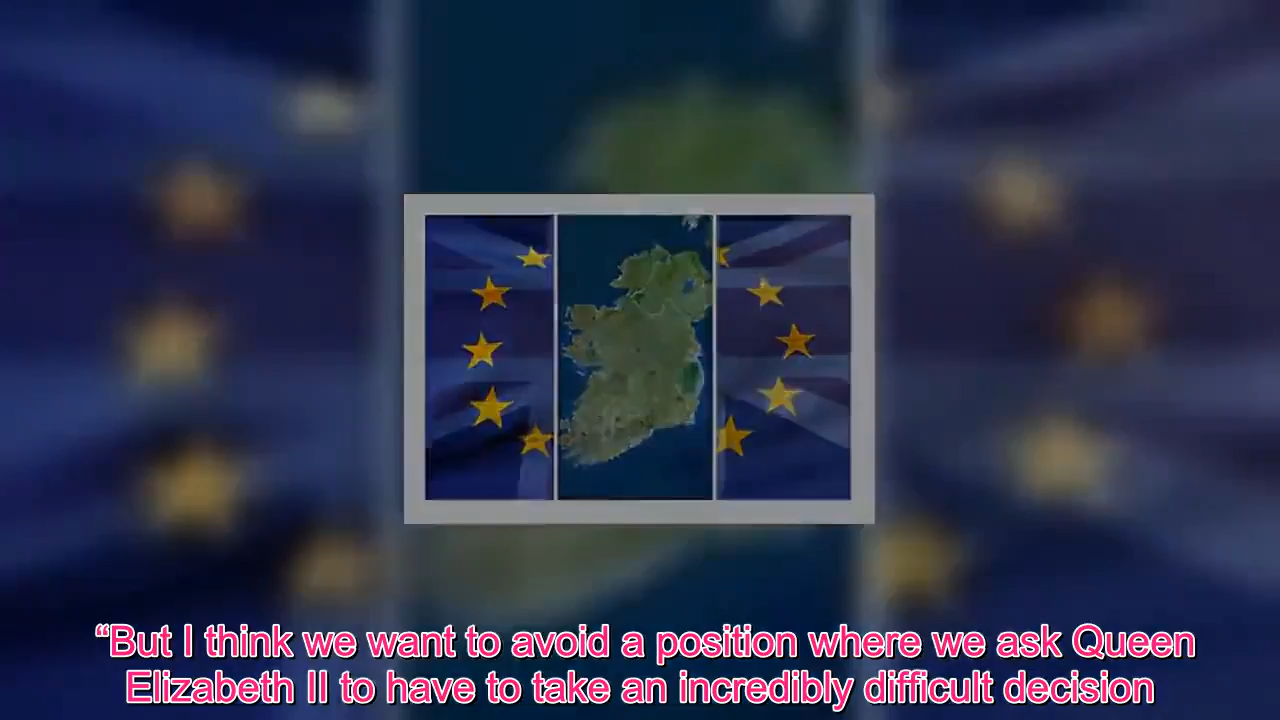 “But I think we want to avoid a position where we ask Queen
Elizabeth II to have to take an incredibly difficult decision